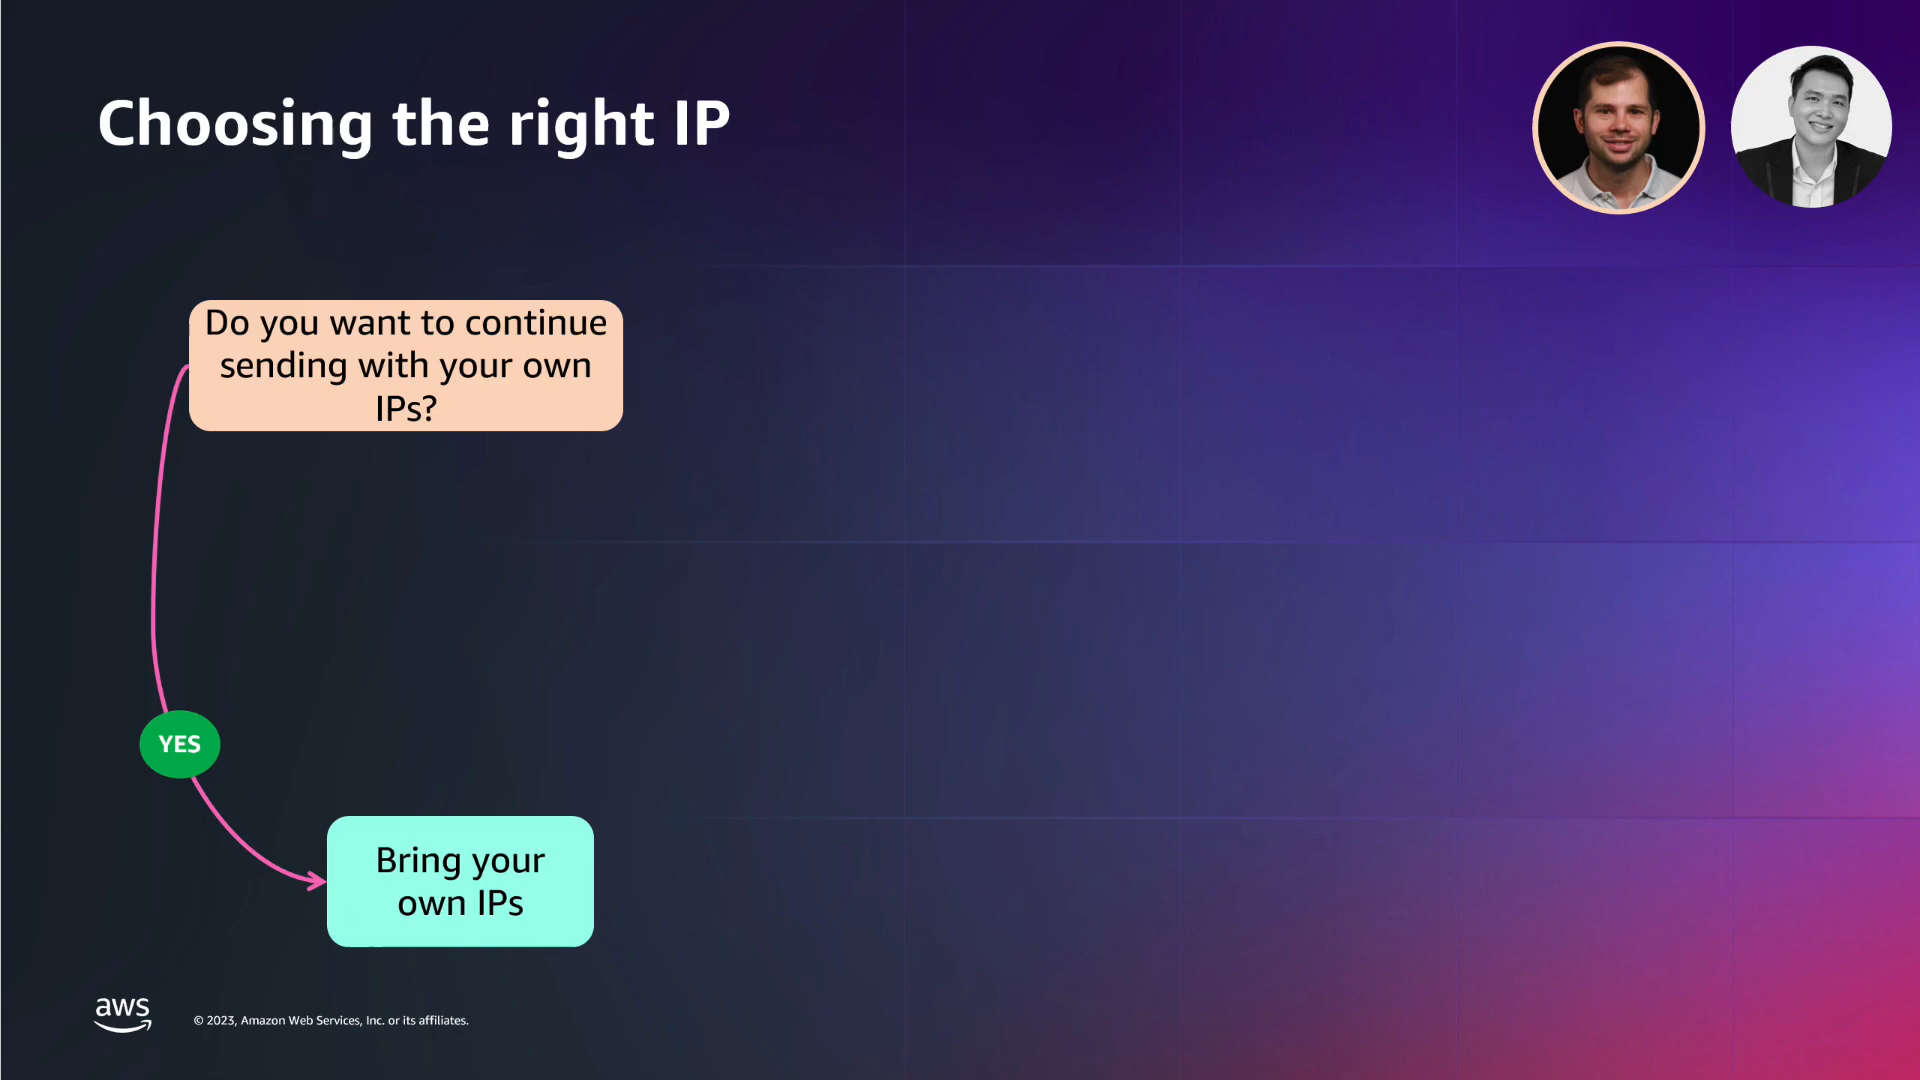 Choosing the right IP
Do you want to continue
sending with your own
IPs?
YES
Bring your
own IPs
aws
© 2023, Amazon Web Services, Inc. or its affiliates.